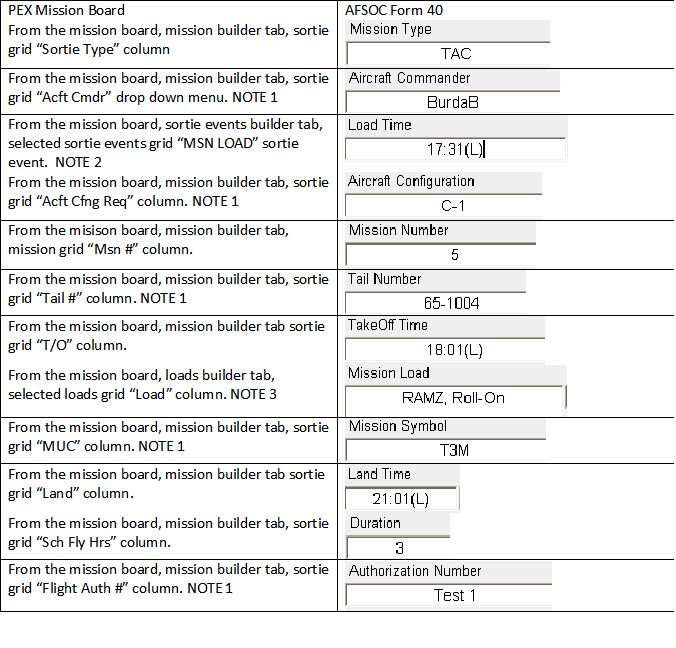 PEX Mission Board
AFSOC Form 40
From the mission board, mission builder tab, sortie
grid “Sortie Type” column
Mission Type
TAC
From the mission board, mission builder tab, sortie
grid “Acft Cmdr” drop down menu. NOTE 1
Aircraft Commander
BurdaB
From the mission board, sortie events builder tab,
selected sortie events grid “MSN LOAD” sortie
event.  NOTE 2
Load Time
17:31(L)
From the mission board, mission builder tab, sortie
grid “Acft Cfng Req” column. NOTE 1
Aircraft Configuration
C-1
From the misison board, mission builder tab,
mission grid “Msn #” column.
Mission Number
5
From the mission board, mission builder tab, sortie
grid “Tail #” column. NOTE 1
Tail Number
65-1004
From the mission board, mission builder tab sortie
grid “T/O” column.
TakeOff Time
18:01(L)
From the mission board, loads builder tab,
selected loads grid “Load” column. NOTE 3
Mission Load
RAMZ, Roll-On
From the mission board, mission builder tab, sortie
grid “MUC” column. NOTE 1
Mission Symbol
T3M
From the mission board, mission builder tab sortie
grid “Land” column.
Land Time
21:01(L)
From the mission board, mission builder tab, sortie
grid “Sch Fly Hrs” column.
Duration
3
From the mission board, mission builder tab, sortie
grid “Flight Auth #” column. NOTE 1
Authorization Number
Test 1